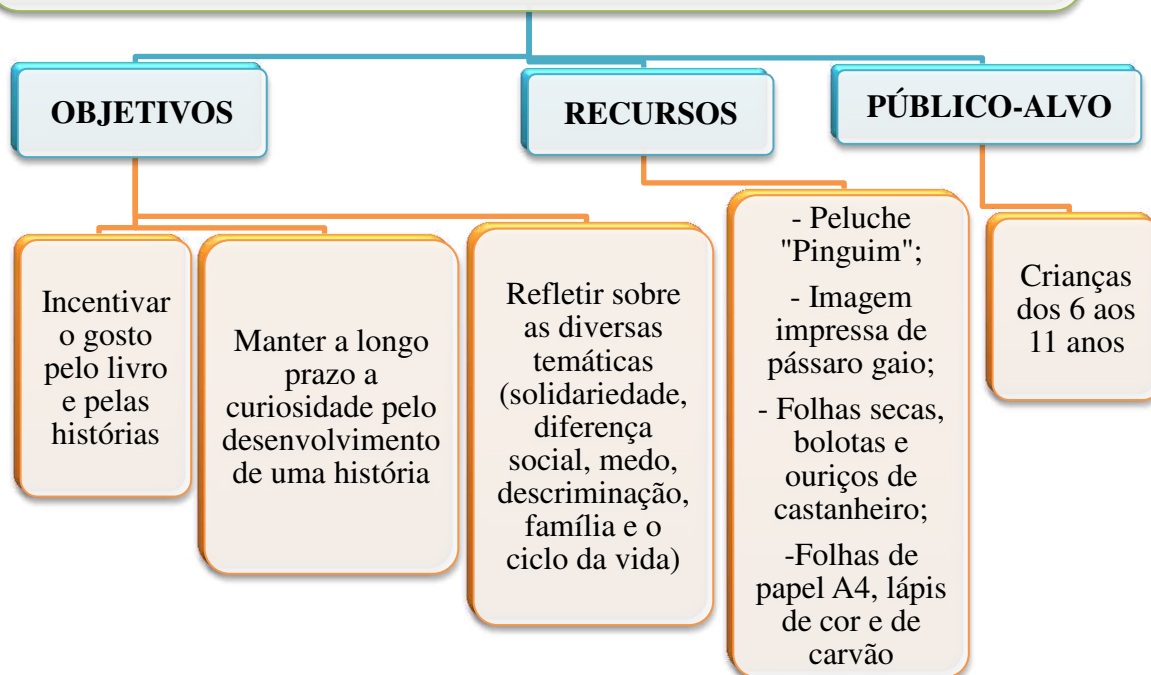 OBJETIVOS
RECURSOS
PÚBLICO-ALVO
Incentivar
o gosto
pelo livro
e pelas
histórias
Manter a longo
prazo a
curiosidade pelo
desenvolvimento
de uma história
Refletir sobre
as diversas
temáticas
(solidariedade,
diferença
social, medo,
descriminação,
família e o
ciclo da vida)
- Peluche
"Pinguim";
- Imagem
impressa de
pássaro gaio;
- Folhas secas,
bolotas e
ouriços de
castanheiro;
-Folhas de
papel A4, lápis
de cor e de
carvão
Crianças
dos 6 aos
11 anos